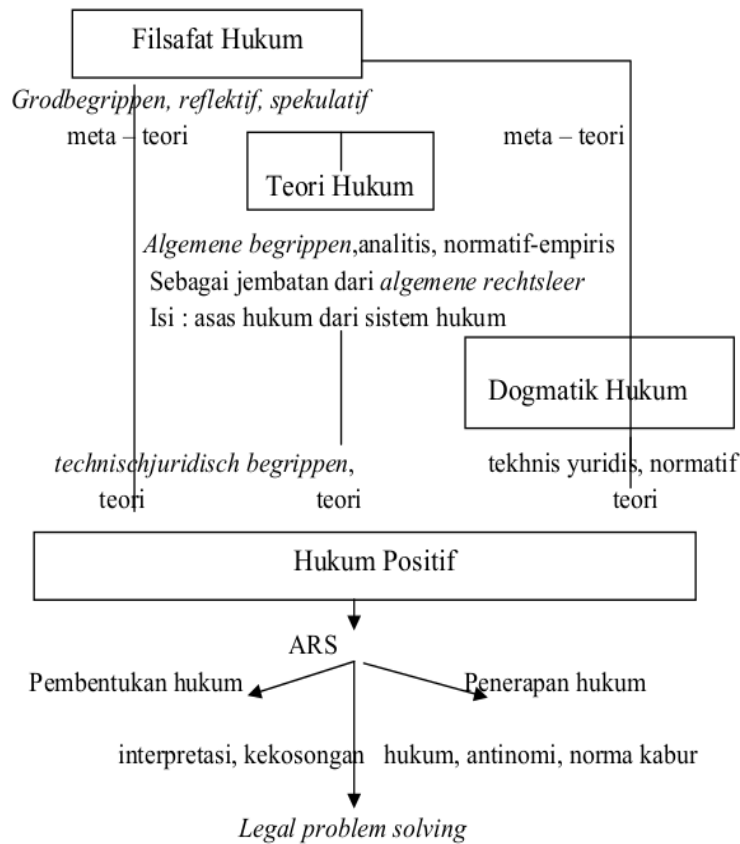 Filsafat Hukum
Grodbegrippen, reflektif, spekulatif
meta – teori
meta – teori
Teori Hukum
Algemene begrippen,analitis, normatif-empiris
Sebagai jembatan dari algemene rechtsleer
Isi : asas hukum dari sistem hukum
Dogmatik Hukum
technischjuridisch begrippen,
tekhnis yuridis, normatif
teori
teori
teori
Hukum Positif
ARS
Pembentukan hukum
Penerapan hukum
interpretasi, kekosongan hukum, antinomi, norma kabur
Legal problem solving